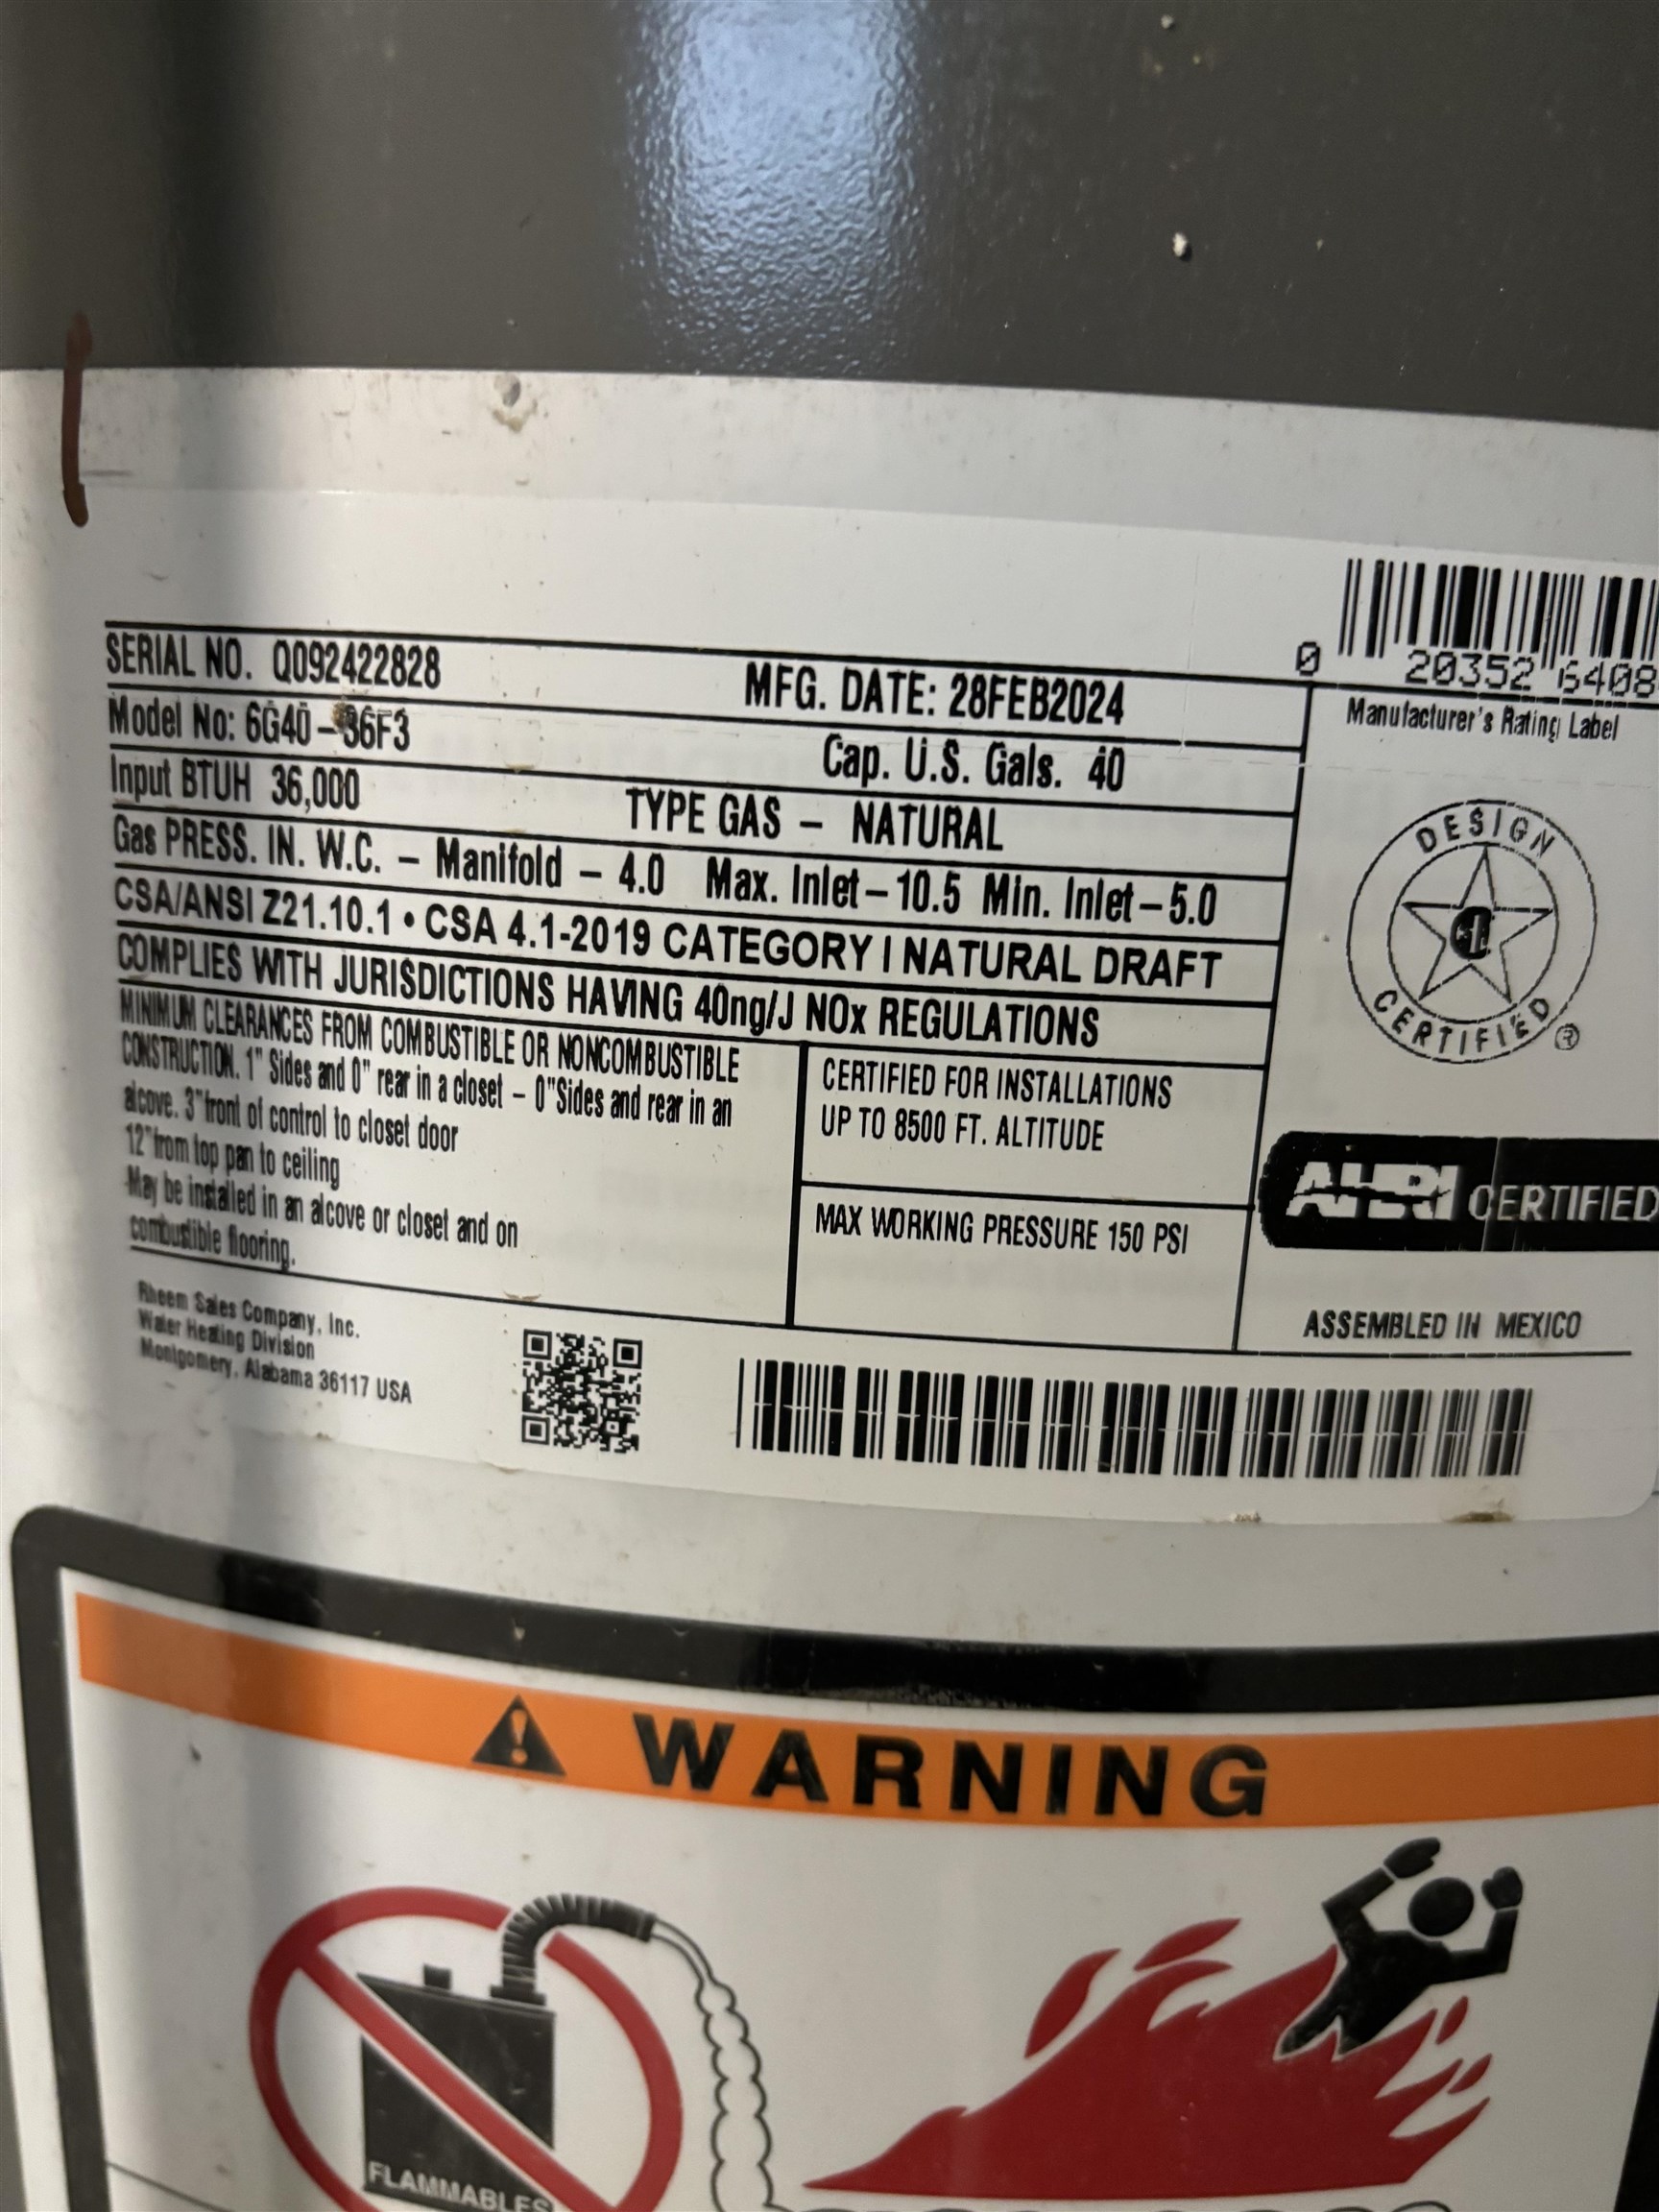 0 20352 6408
SERIAL NO. Q092422828 MFG. DATE: 28FEB2024
Manufacturer's Rating Label
Model No: 6G40-36F3 Cap. U.S. Gals. 40
Input BTUH 36,000 TYPE GAS – NATURAL
Gas PRESS. IN. W.C. – Manifold – 4.0 Max. Inlet – 10.5 Min. Inlet – 5.0
CSA/ANSI Z21.10.1 • CSA 4.1-2019 CATEGORY I NATURAL DRAFT
COMPLIES WITH JURISDICTIONS HAVING 40ng/J NOx REGULATIONS
MINIMUM CLEARANCES FROM COMBUSTIBLE OR NONCOMBUSTIBLE
CONSTRUCTION. 1" Sides and 0" rear in a closet – 0"Sides and rear in an
alcove. 3"front of control to closet door
12"from top pan to ceiling
May be installed in an alcove or closet and on
combustible flooring.
CERTIFIED FOR INSTALLATIONS
UP TO 8500 FT. ALTITUDE
MAX WORKING PRESSURE 150 PSI
DESIGN
CERTIFIED ®
AHRI CERTIFIED
ASSEMBLED IN MEXICO
Rheem Sales Company, Inc.
Water Heating Division
Montgomery, Alabama 36117 USA
WARNING
FLAMMABLES